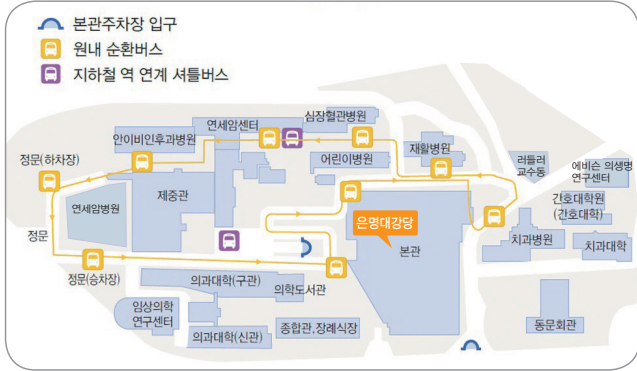 본관주차장 입구
원내 순환버스
지하철 역 연계 셔틀버스
심장혈관병원
연세암센터
안이비인후과병원
어린이병원
재활병원
정문(하차장)
러들러
교수동
에비슨 의생명
연구센터
제중관
연세암병원
간호대학원
(간호대학)
은명대강당
정문
본관
치과병원
치과대학
정문(승차장)
의과대학(구관)
의학도서관
임상의학
연구센터
의과대학(신관)
종합관,장례식장
동문회관